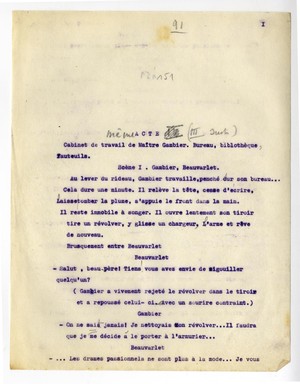 91
I
Même ACTE (III suite)
Cabinet de travail de Maître Gambier. Bureau, bibliothèque,
fauteuils.
Scène I . Gambier, Beauvarlet.
Au lever du rideau, Gambier travaille, penché sur son bureau...
Cela dure une minute. Il relève la tête, cesse d'écrire,
laissetomber la plume, s'appuie le front dans la main.
Il reste immobile à songer. Il ouvre lentement son tiroir
tire un révolver, y glisse un chargeur, l'arme et rêve
de nouveau.
Brusquement entre Beauvarlet
Beauvarlet
- Salut , beau.père! Tiens vous avez envie de zigouiller
quelqu'un?
( Gambier a vivement rejeté le révolver dans le tiroir
et a repoussé celui- ci.Avec un sourire contraint.)
Gambier
- On ne sait jamais! Je nettoyais mon révolver...Il faudra
que je me décide à le porter à l'armurier...
Beauvarlet
- ... Les drames passionnels ne sont plus à la mode... Je vous